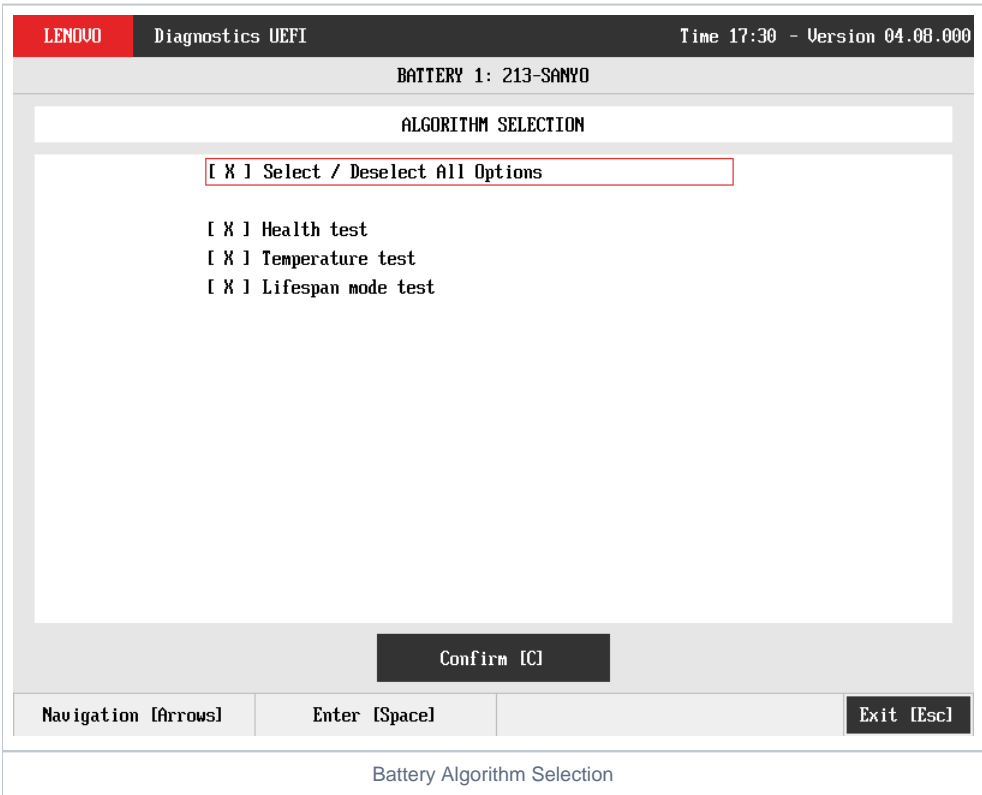 LENOVO Diagnostics UEFI Time 17:30 - Version 04.08.000
BATTERY 1: 213-SANYO
ALGORITHM SELECTION
[ X ] Select / Deselect All Options
[ X ] Health test
[ X ] Temperature test
[ X ] Lifespan mode test
Confirm [C]
Navigation [Arrows] Enter [Space] Exit [Esc]
Battery Algorithm Selection